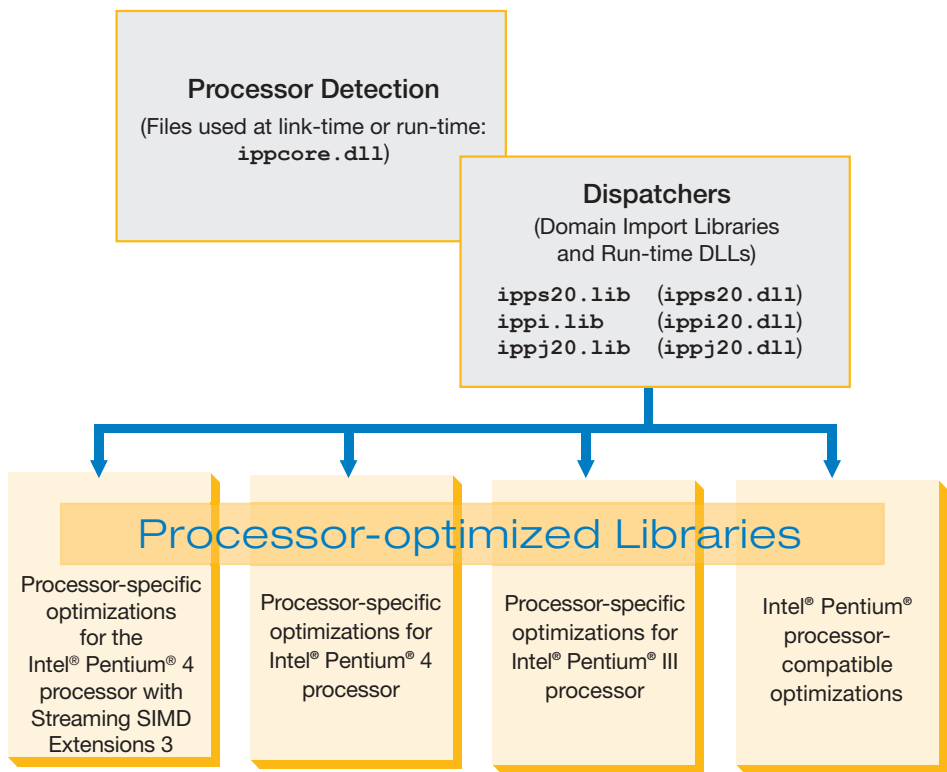 Processor Detection
(Files used at link-time or run-time:
ippcore.dll)
Dispatchers
(Domain Import Libraries
and Run-time DLLs)
ipps20.lib (ipps20.dll)
ippi.lib (ippi20.dll)
ippj20.lib (ippj20.dll)
Processor-optimized Libraries
Processor-specific
optimizations
for the
Intel® Pentium® 4
processor with
Streaming SIMD
Extensions 3
Processor-specific
optimizations for
Intel® Pentium® 4
processor
Processor-specific
optimizations for
Intel® Pentium® III
processor
Intel® Pentium®
processor-
compatible
optimizations